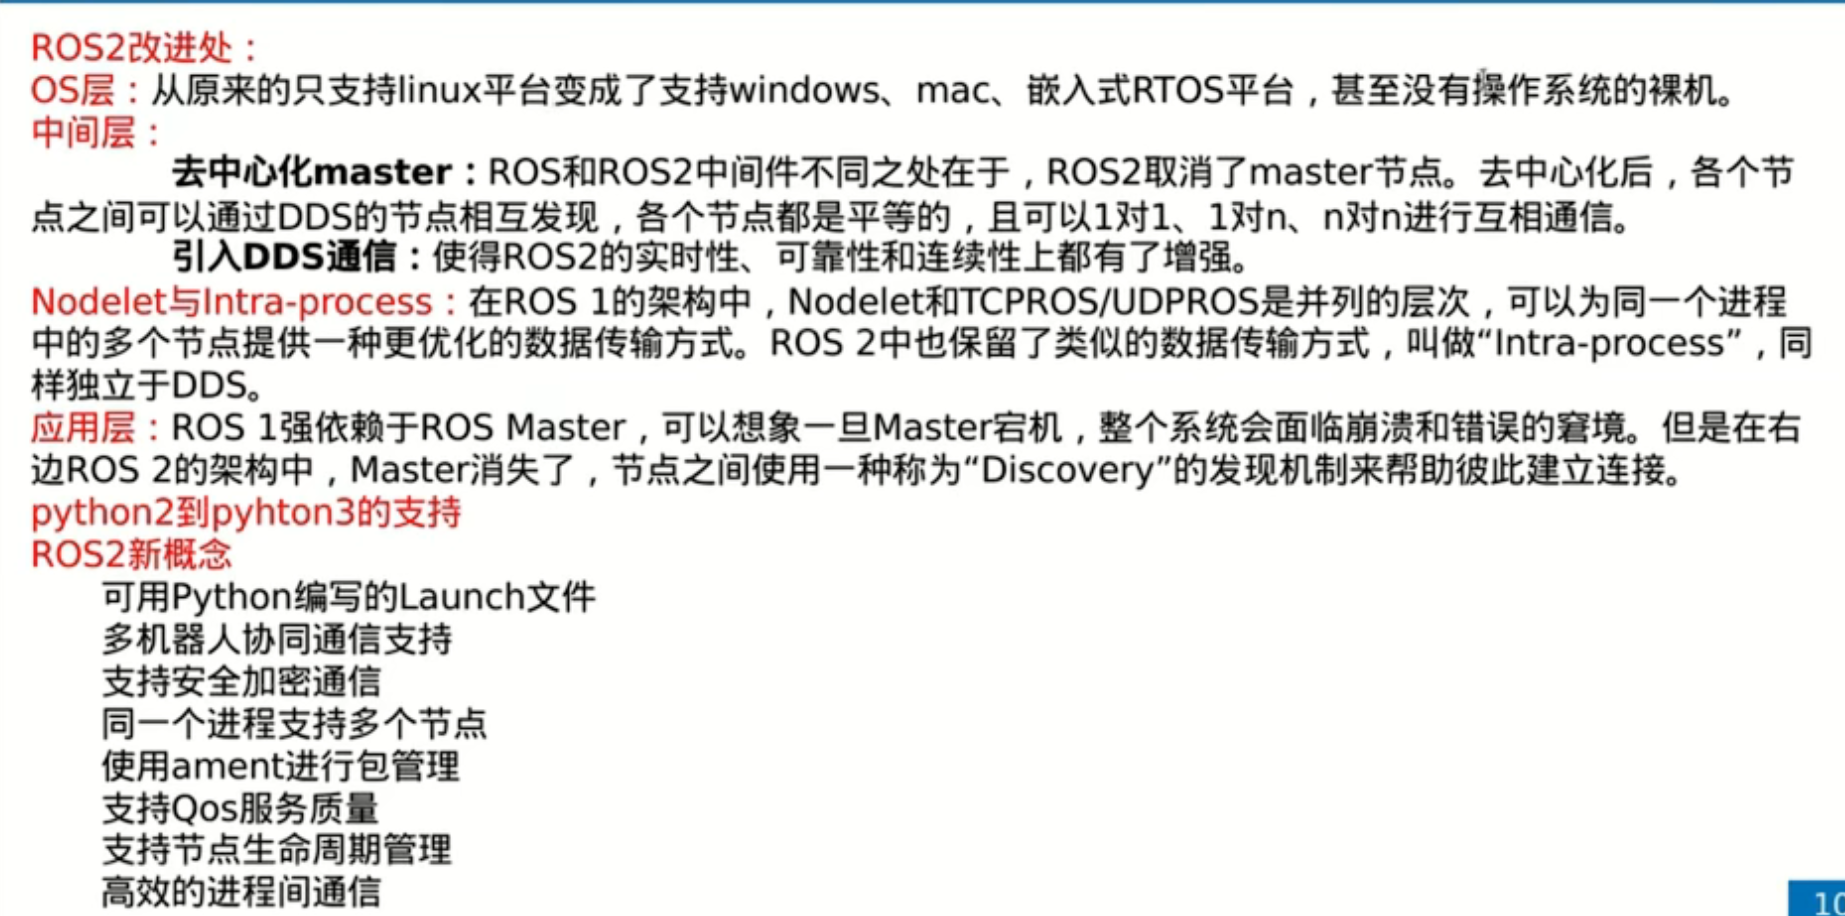 ROS2改进处：
OS层：从原来的只支持linux平台变成了支持windows、mac、嵌入式RTOS平台，甚至没有操作系统的裸机。
中间层：
去中心化master：ROS和ROS2中间件不同之处在于，ROS2取消了master节点。去中心化后，各个节
点之间可以通过DDS的节点相互发现，各个节点都是平等的，且可以1对1、1对n、n对n进行互相通信。
引入DDS通信：使得ROS2的实时性、可靠性和连续性上都有了增强。
Nodelet与Intra-process：在ROS 1的架构中，Nodelet和TCPROS/UDPROS是并列的层次，可以为同一个进程
中的多个节点提供一种更优化的数据传输方式。ROS 2中也保留了类似的数据传输方式，叫做“Intra-process”，同
样独立于DDS。
应用层：ROS 1强依赖于ROS Master，可以想象一旦Master宕机，整个系统会面临崩溃和错误的窘境。但是在右
边ROS 2的架构中，Master消失了，节点之间使用一种称为“Discovery”的发现机制来帮助彼此建立连接。
python2到pyhton3的支持
ROS2新概念
可用Python编写的Launch文件
多机器人协同通信支持
支持安全加密通信
同一个进程支持多个节点
使用ament进行包管理
支持Qos服务质量
支持节点生命周期管理
高效的进程间通信
10